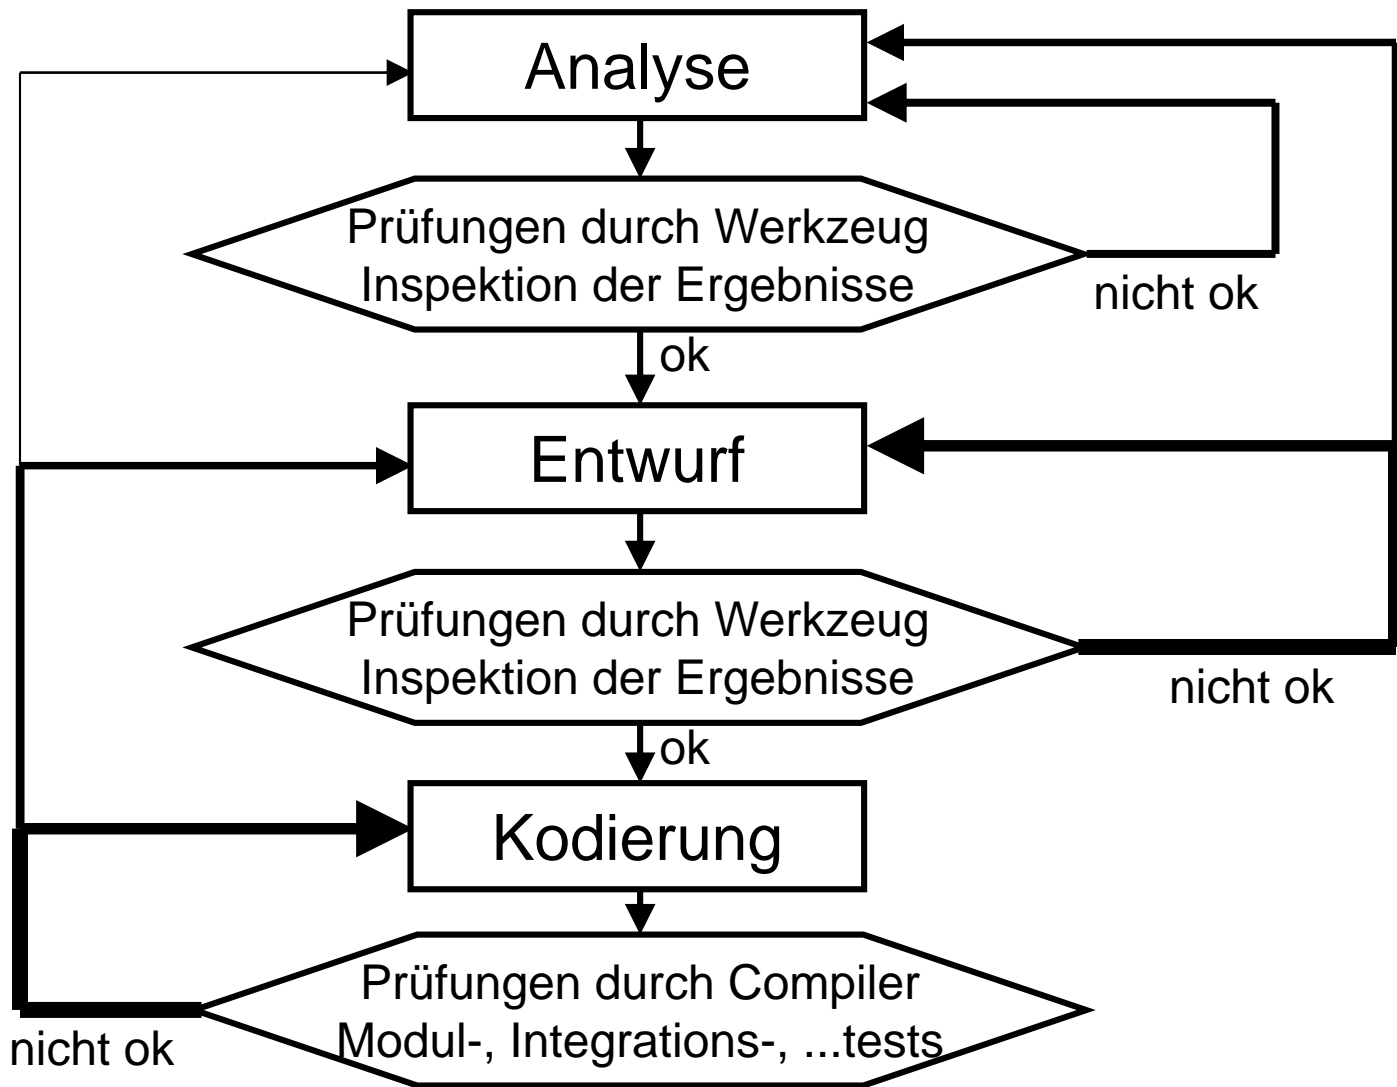 Analyse
Prüfungen durch Werkzeug
Inspektion der Ergebnisse
nicht ok
ok
Entwurf
Prüfungen durch Werkzeug
Inspektion der Ergebnisse
nicht ok
ok
Kodierung
Prüfungen durch Compiler
Modul-, Integrations-, ...tests
nicht ok